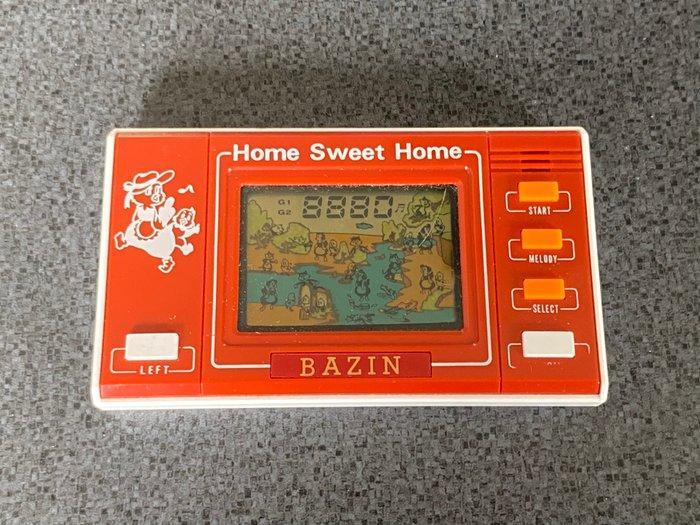 Home Sweet Home
G1
G2
8880
START
MELODY
SELECT
LEFT
BAZIN